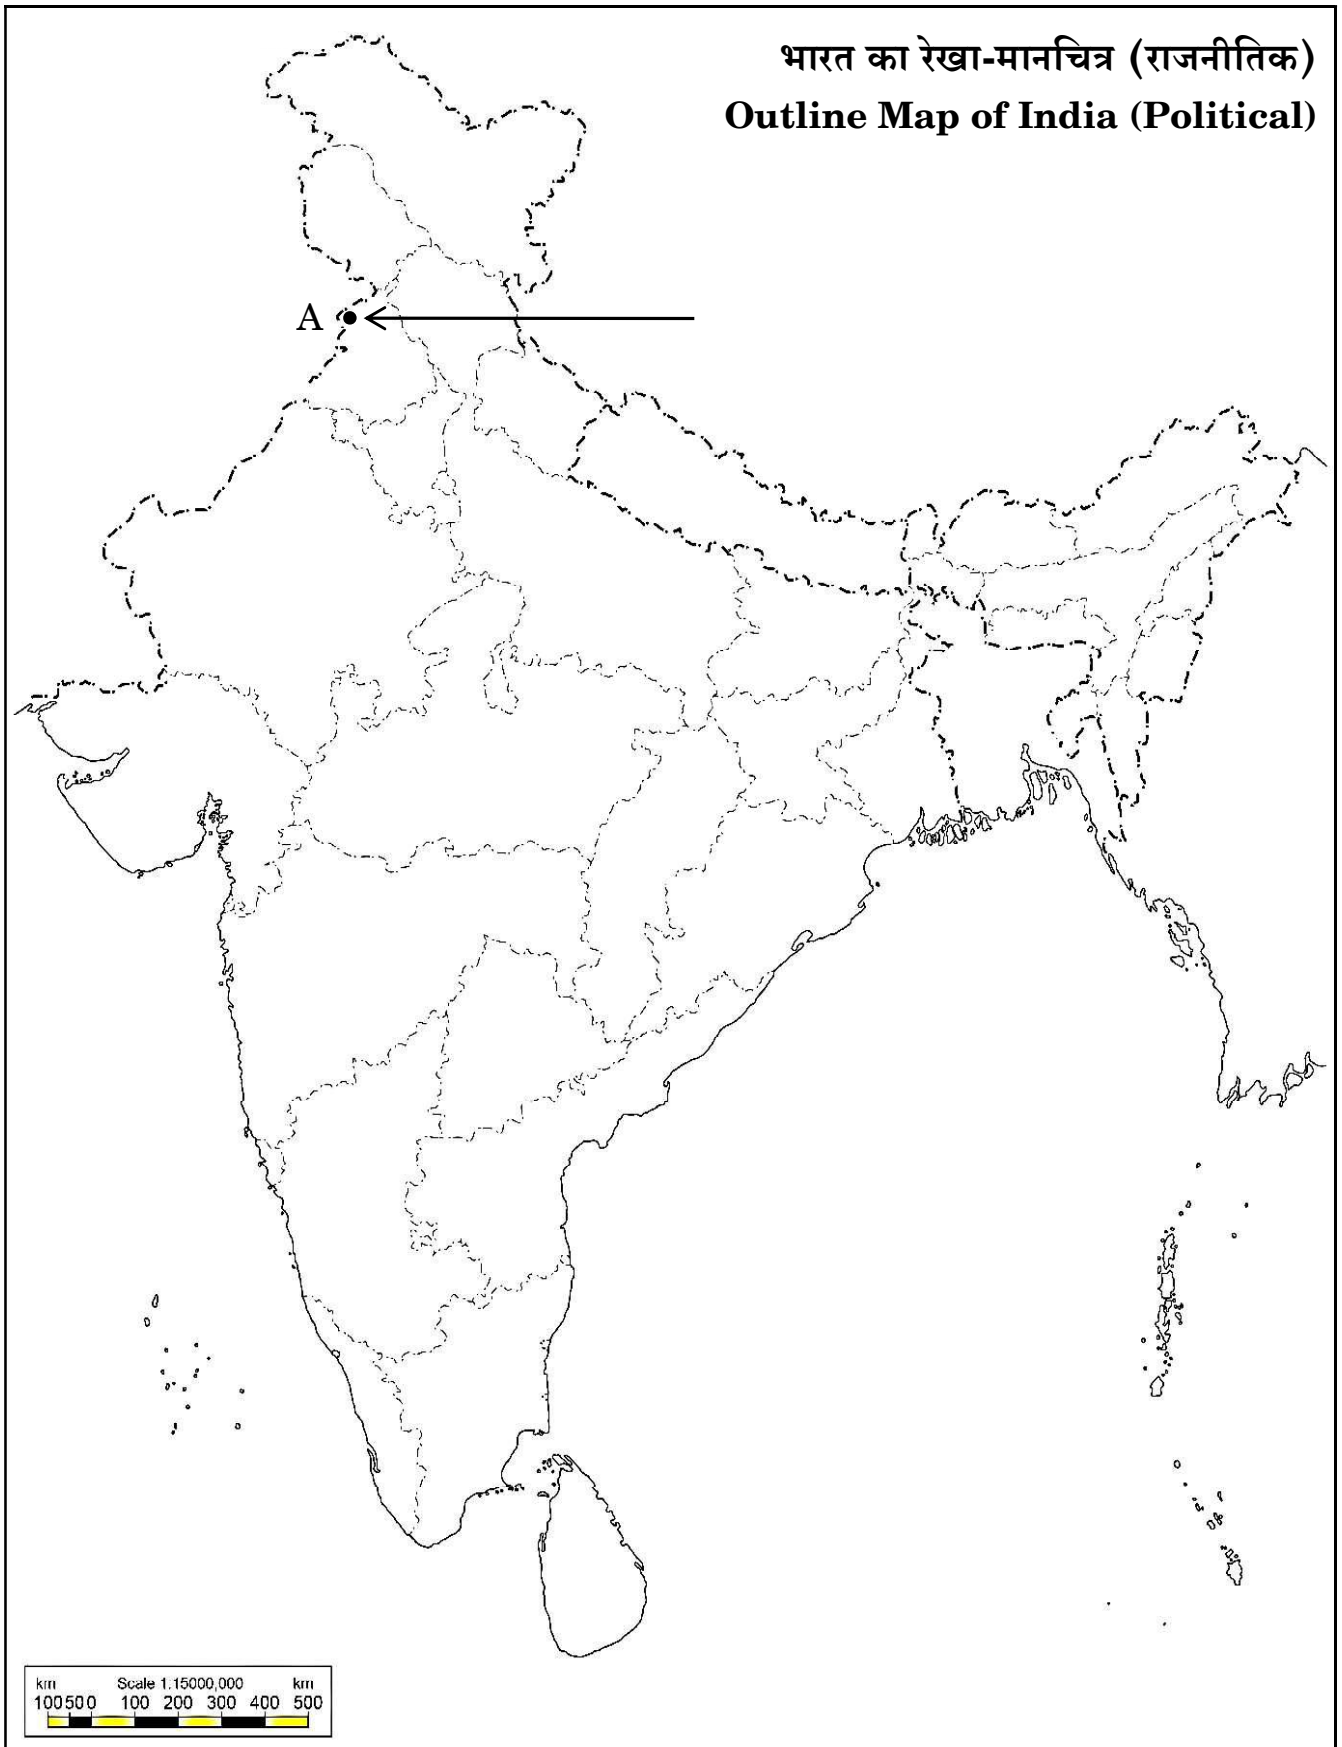 भारत का रेखा-मानचित्र (राजनीतिक)
Outline Map of India (Political)
A
km Scale 1:15000,000 km
100 50 0 100 200 300 400 500